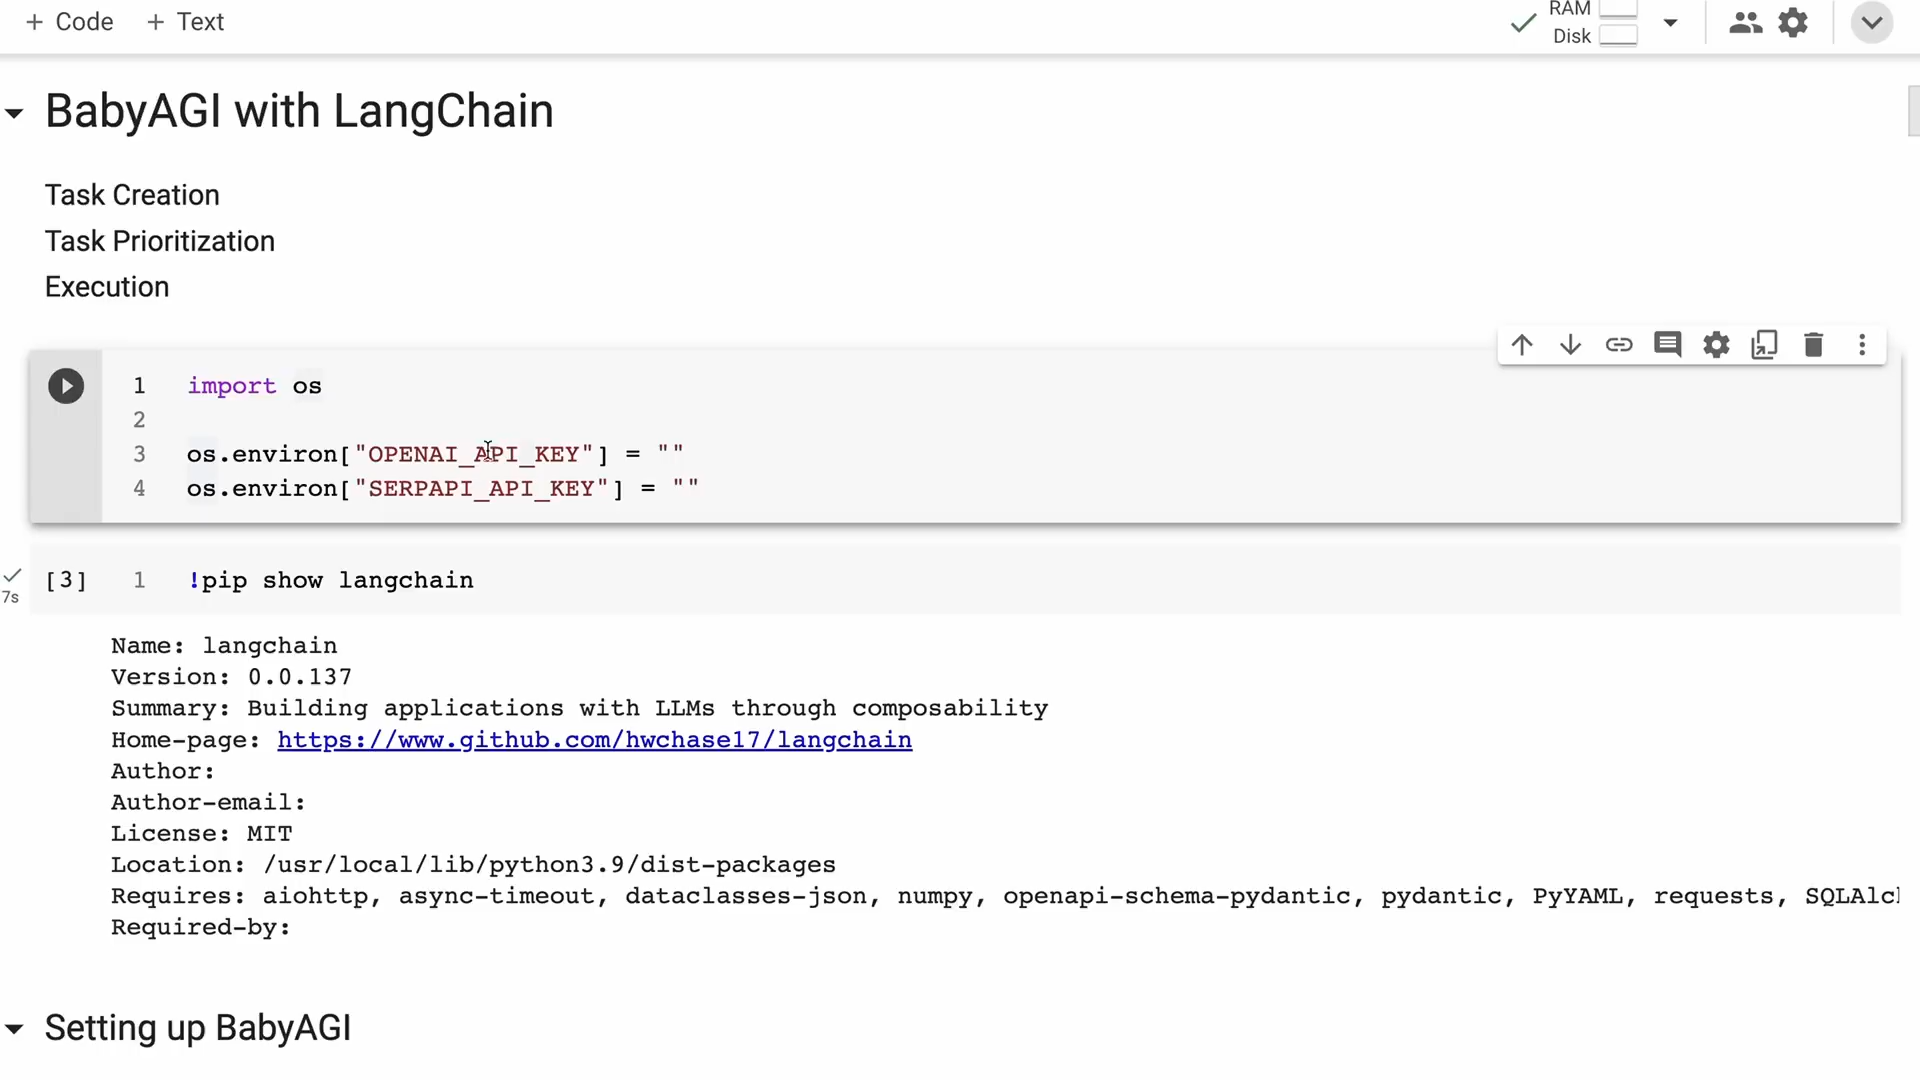 + Code + Text
RAM
Disk
BabyAGI with LangChain
Task Creation
Task Prioritization
Execution
1 import os
2
3 os.environ["OPENAI_API_KEY"] = ""
4 os.environ["SERPAPI_API_KEY"] = ""
[3] 1 !pip show langchain
7s
Name: langchain
Version: 0.0.137
Summary: Building applications with LLMs through composability
Home-page: https://www.github.com/hwchase17/langchain
Author:
Author-email:
License: MIT
Location: /usr/local/lib/python3.9/dist-packages
Requires: aiohttp, async-timeout, dataclasses-json, numpy, openapi-schema-pydantic, pydantic, PyYAML, requests,
Required-by:
Setting up BabyAGI